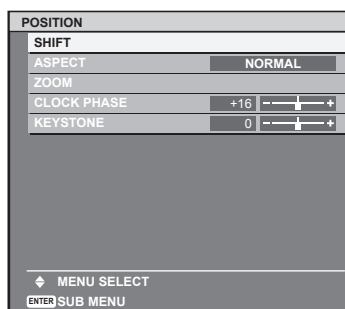 POSITION
SHIFT
ASPECT NORMAL
ZOOM
CLOCK PHASE +16 - +
KEYSTONE 0 - +
MENU SELECT
ENTER SUB MENU